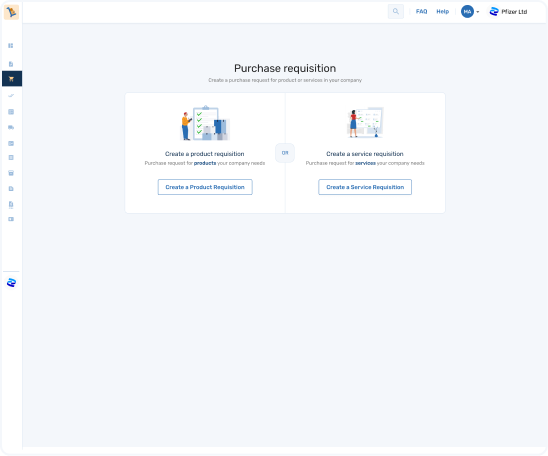 FAQ Help HA Pfizer Ltd
Purchase requisition
Create a purchase request for product or services in your company
Create a product requisition
Purchase request for products your company needs
Create a Product Requisition
OR
Create a service requisition
Purchase request for services your company needs
Create a Service Requisition